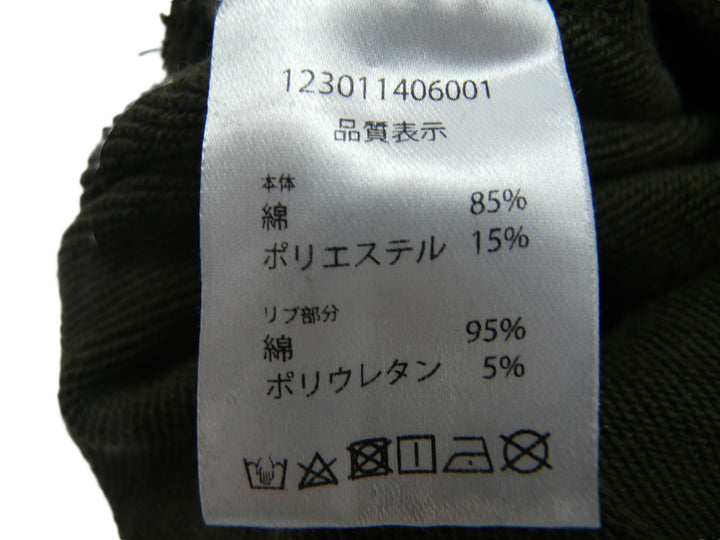 123011406001
品質表示
本体
綿 85%
ポリエステル 15%
リブ部分
綿 95%
ポリウレタン 5%